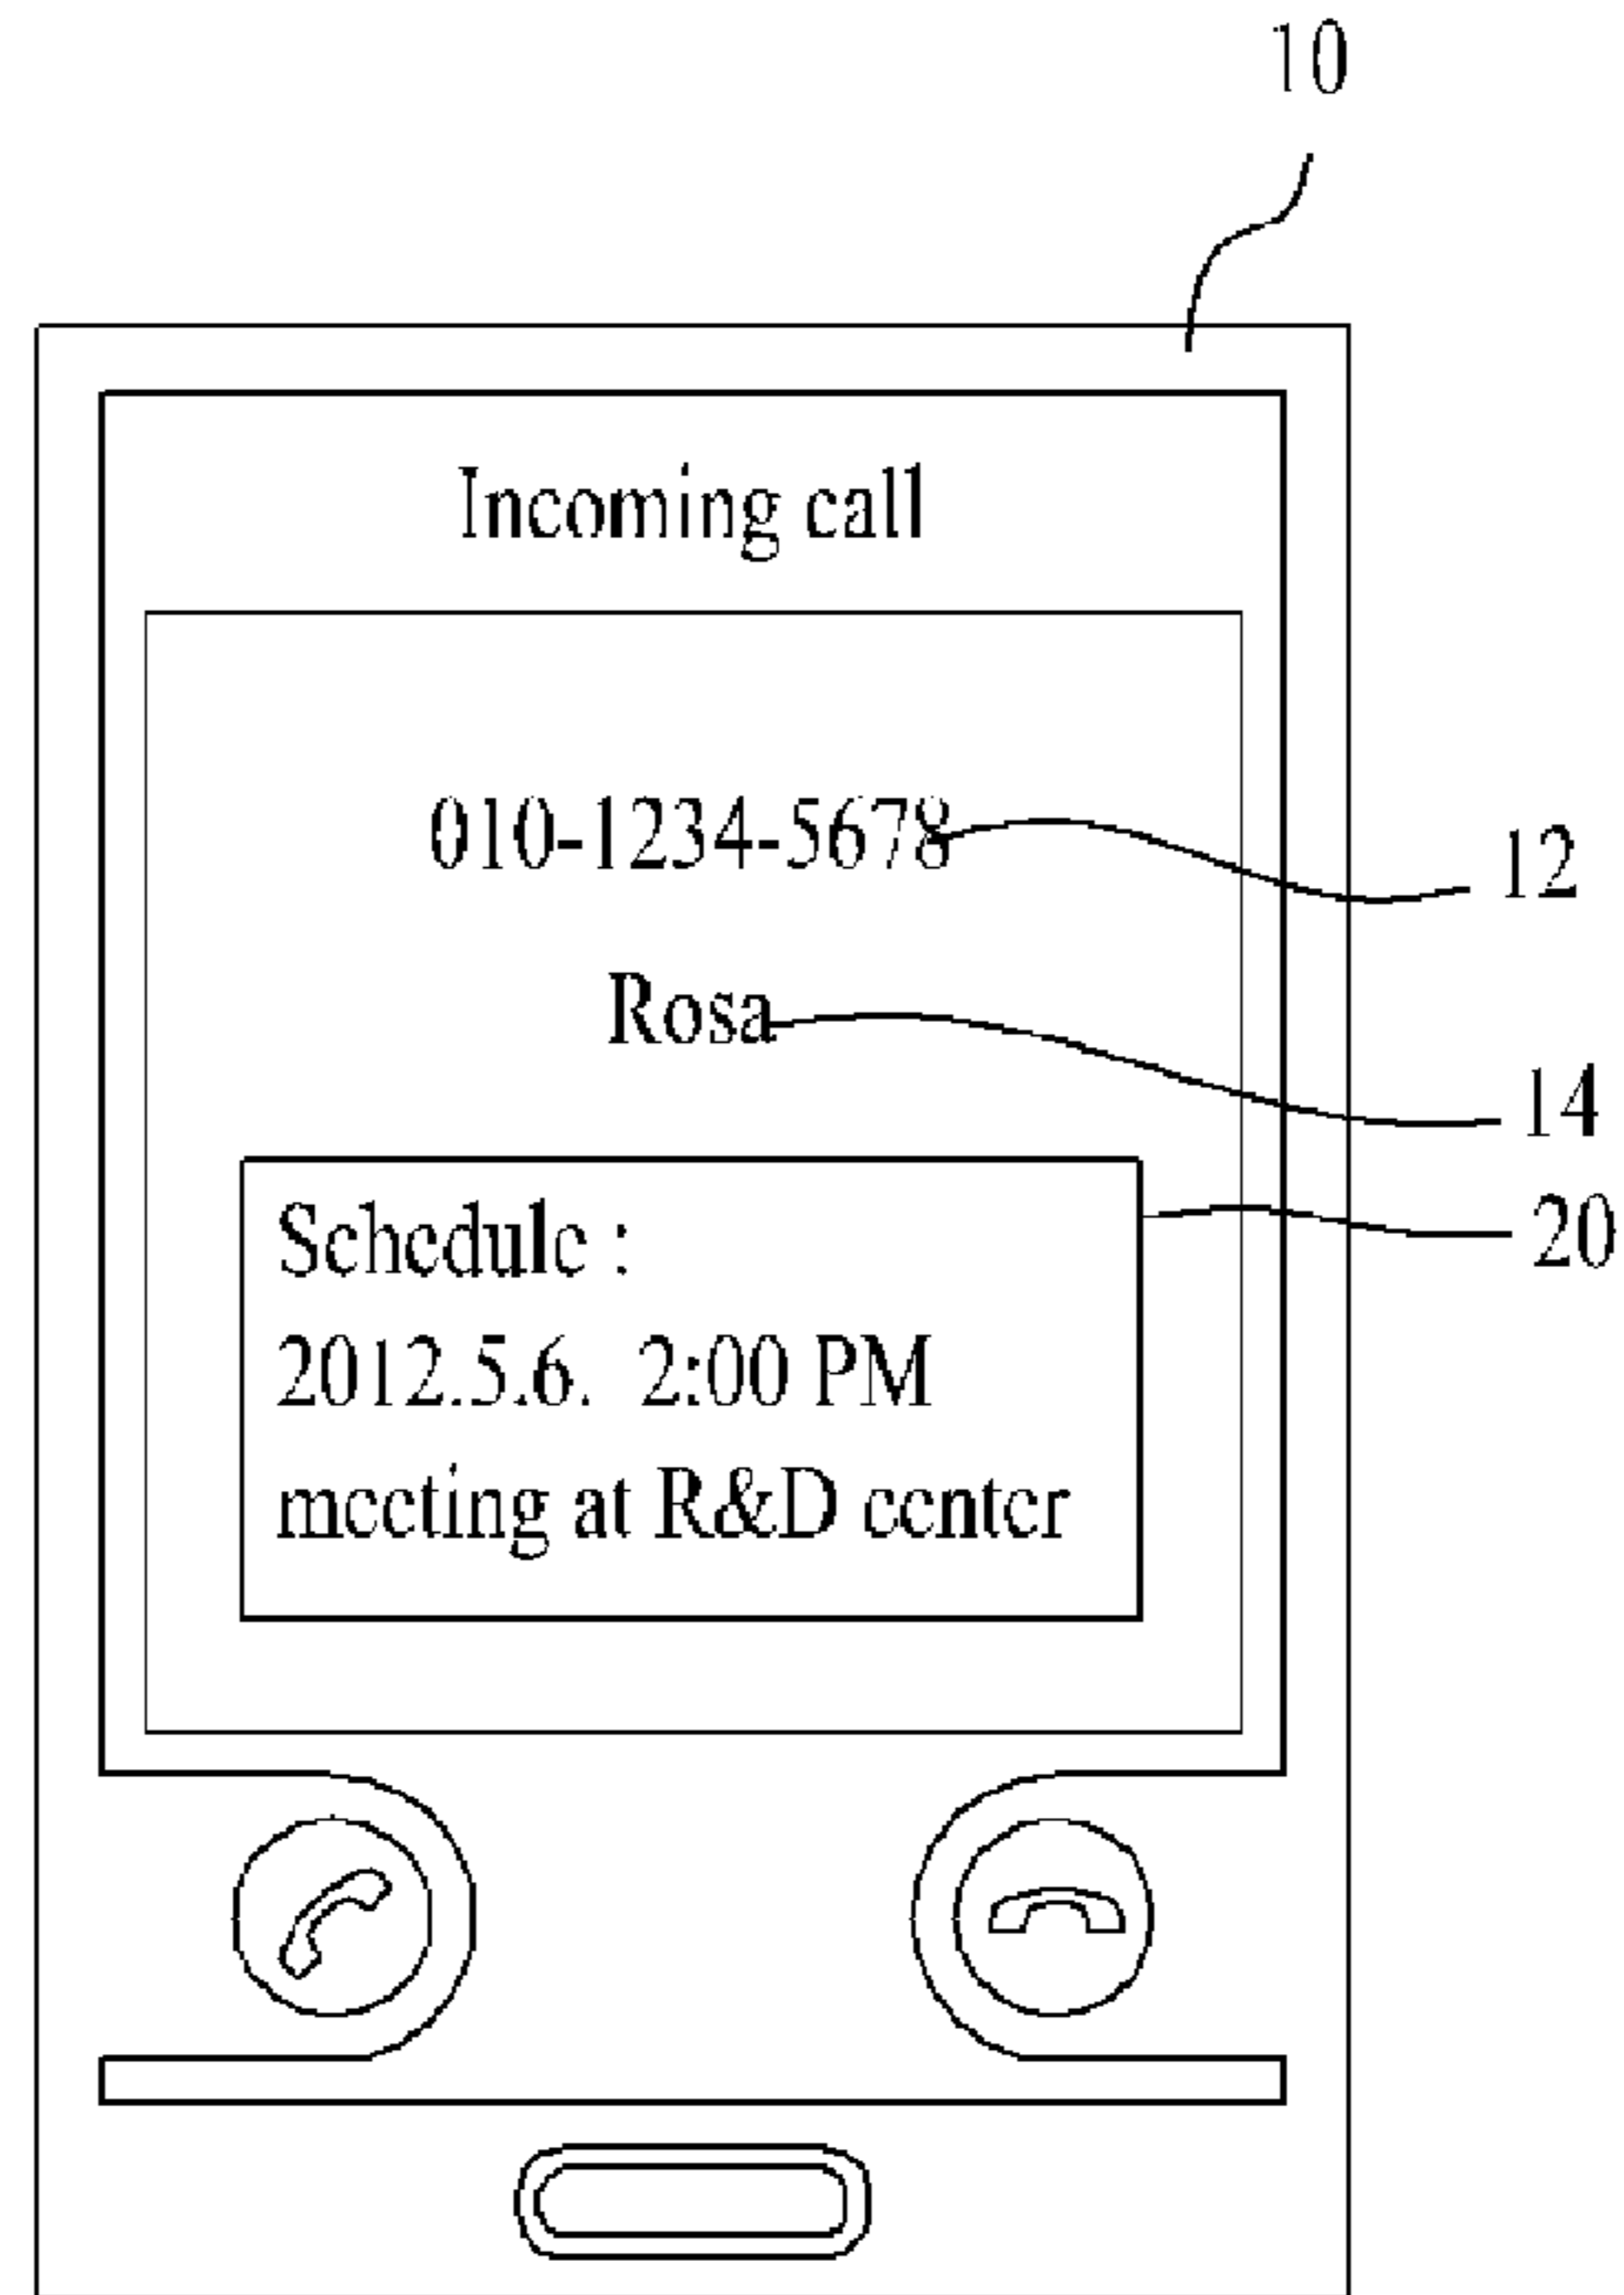 10
Incoming call
010-1234-5678
12
Rosa
14
20
Schedule :
2012.5.6. 2:00 PM
meeting at R&D center